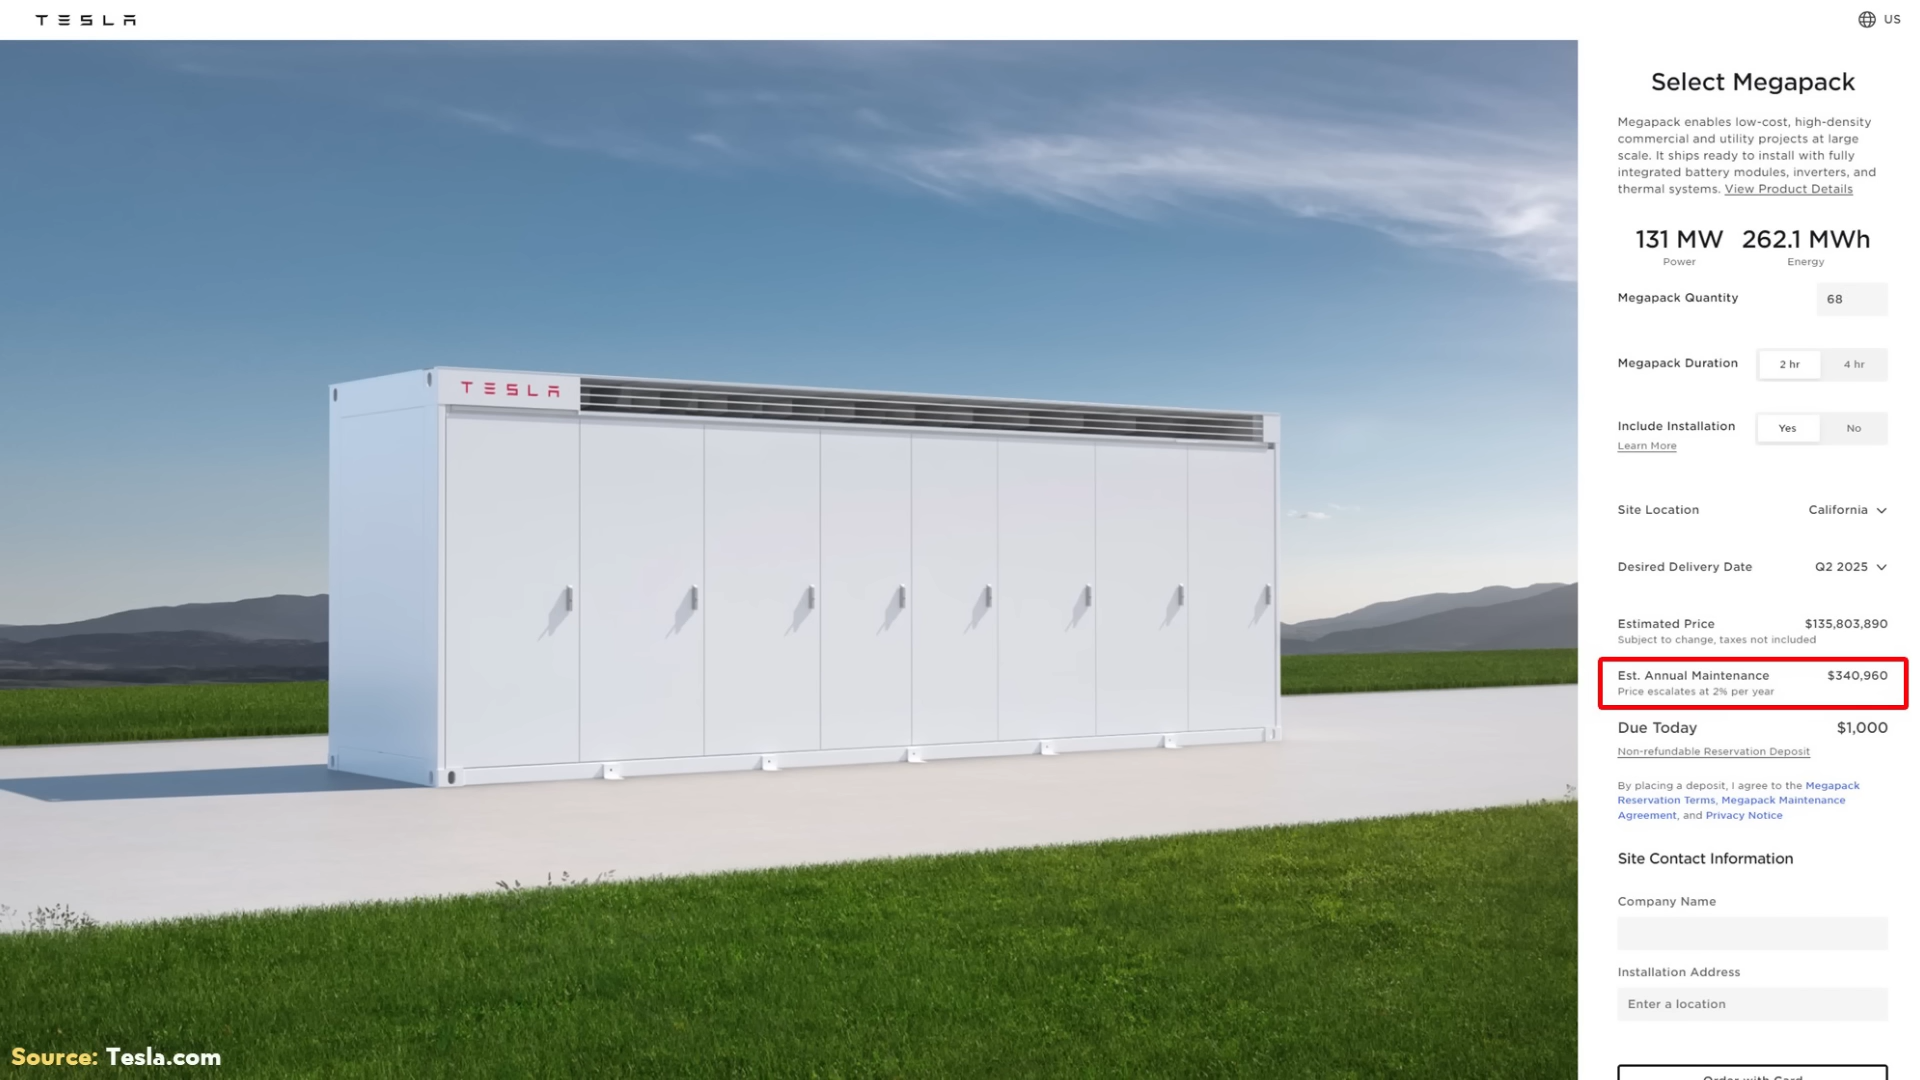 TESLA
US
TESLA
Select Megapack
Megapack enables low-cost, high-density
commercial and utility projects at large
scale. It ships ready to install with fully
integrated battery modules, inverters, and
thermal systems. View Product Details
131 MW 262.1 MWh
Power Energy
Megapack Quantity 68
Megapack Duration 2 hr 4 hr
Include Installation Yes No
Learn More
Site Location California
Desired Delivery Date Q2 2025
Estimated Price $135,803,890
Subject to change, taxes not included
Est. Annual Maintenance $340,960
Price escalates at 2% per year
Due Today $1,000
Non-refundable Reservation Deposit
By placing a deposit, I agree to the Megapack
Reservation Terms, Megapack Maintenance
Agreement, and Privacy Notice
Site Contact Information
Company Name
Installation Address
Enter a location
Order with Card
Source: Tesla.com